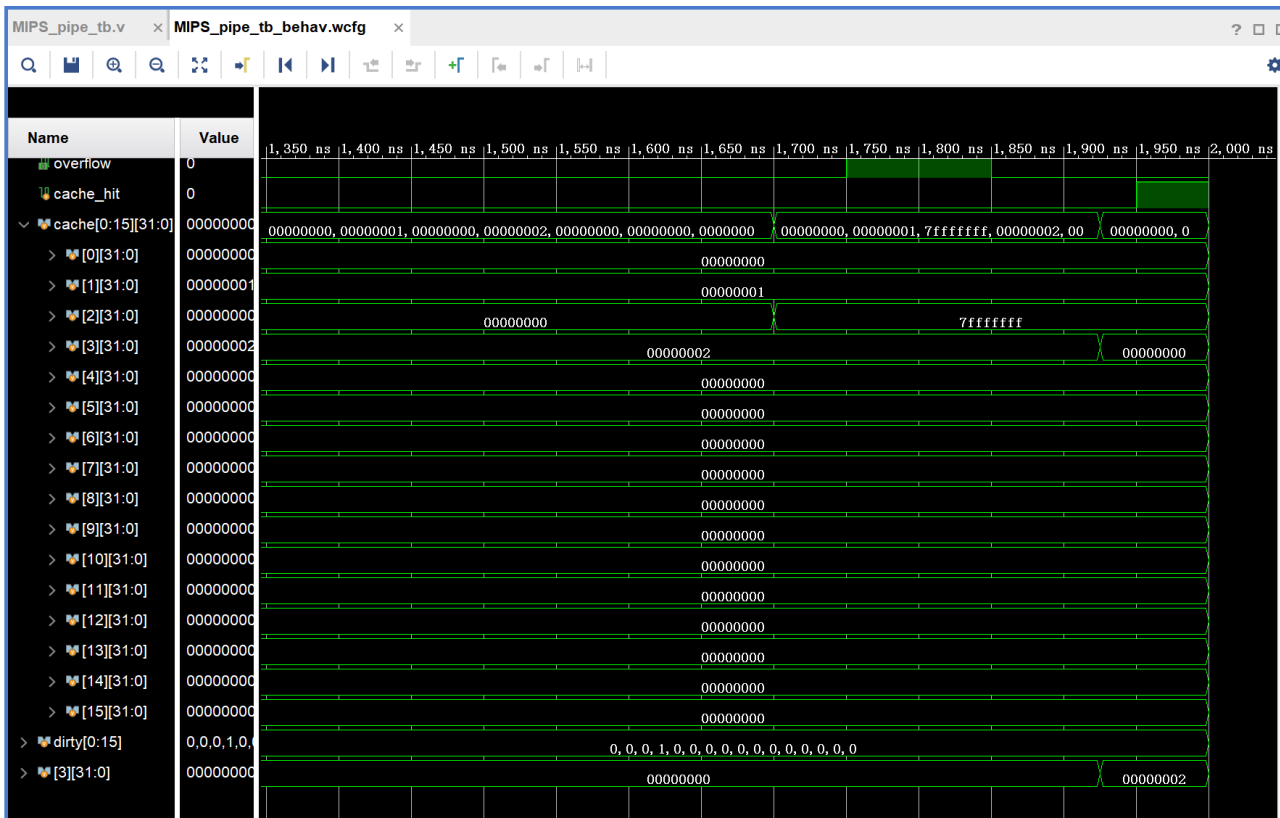 MIPS_pipe_tb.v × MIPS_pipe_tb_behav.wcfg ×
Name Value
1,350 ns 1,400 ns 1,450 ns 1,500 ns 1,550 ns 1,600 ns 1,650 ns 1,700 ns 1,750 ns 1,800 ns 1,850 ns 1,900 ns 1,950 ns 2,000 ns
overflow 0
cache_hit 0
cache[0:15][31:0] 00000000 00000000,00000001,00000000,00000002,00000000,00000000,0000000 00000000,00000001,7fffffff,00000002,00 00000000,0
[0][31:0] 00000000 00000000
[1][31:0] 00000001 00000001
[2][31:0] 00000000 00000000 7fffffff
[3][31:0] 00000002 00000002 00000000
[4][31:0] 00000000 00000000
[5][31:0] 00000000 00000000
[6][31:0] 00000000 00000000
[7][31:0] 00000000 00000000
[8][31:0] 00000000 00000000
[9][31:0] 00000000 00000000
[10][31:0] 00000000 00000000
[11][31:0] 00000000 00000000
[12][31:0] 00000000 00000000
[13][31:0] 00000000 00000000
[14][31:0] 00000000 00000000
[15][31:0] 00000000 00000000
dirty[0:15] 0,0,0,1,0,0 0,0,0,1,0,0,0,0,0,0,0,0,0,0,0,0
[3][31:0] 00000000 00000000 00000002